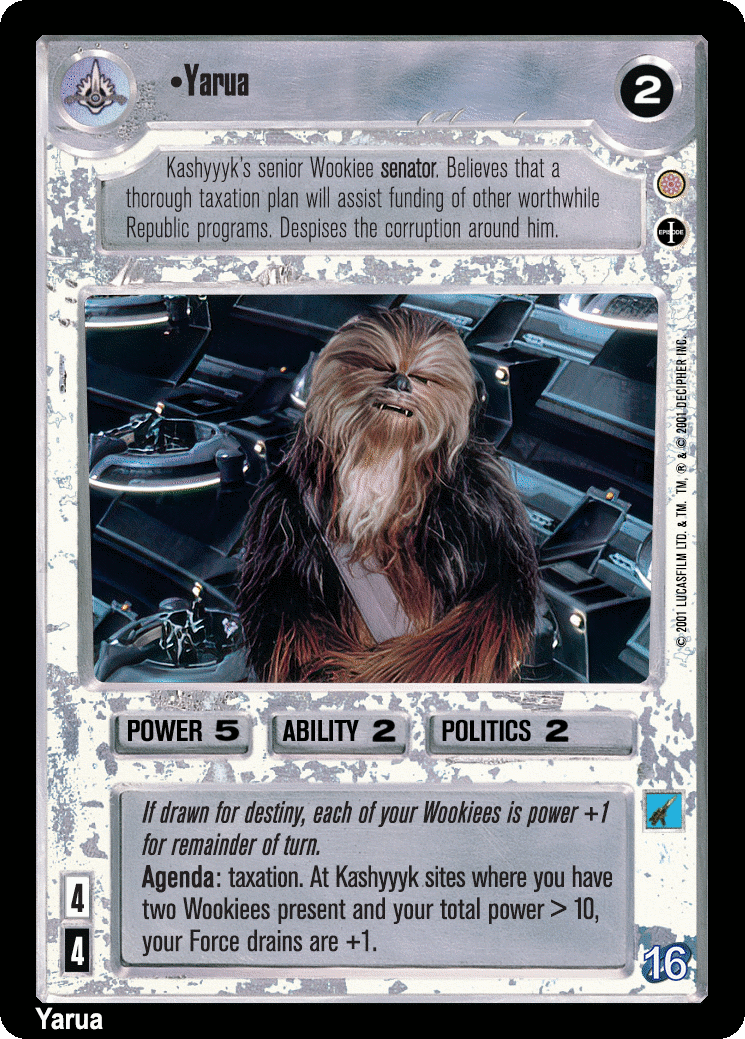 •Yarua
2
Kashyyyk's senior Wookiee senator. Believes that a
thorough taxation plan will assist funding of other worthwhile
Republic programs. Despises the corruption around him.
EPISODE
I
© 2001 LUCASFILM LTD. & TM. TM, ® & © 2001 DECIPHER INC.
POWER 5
ABILITY 2
POLITICS 2
If drawn for destiny, each of your Wookiees is power +1
for remainder of turn.
Agenda: taxation. At Kashyyyk sites where you have
two Wookiees present and your total power > 10,
your Force drains are +1.
4
4
16
Yarua